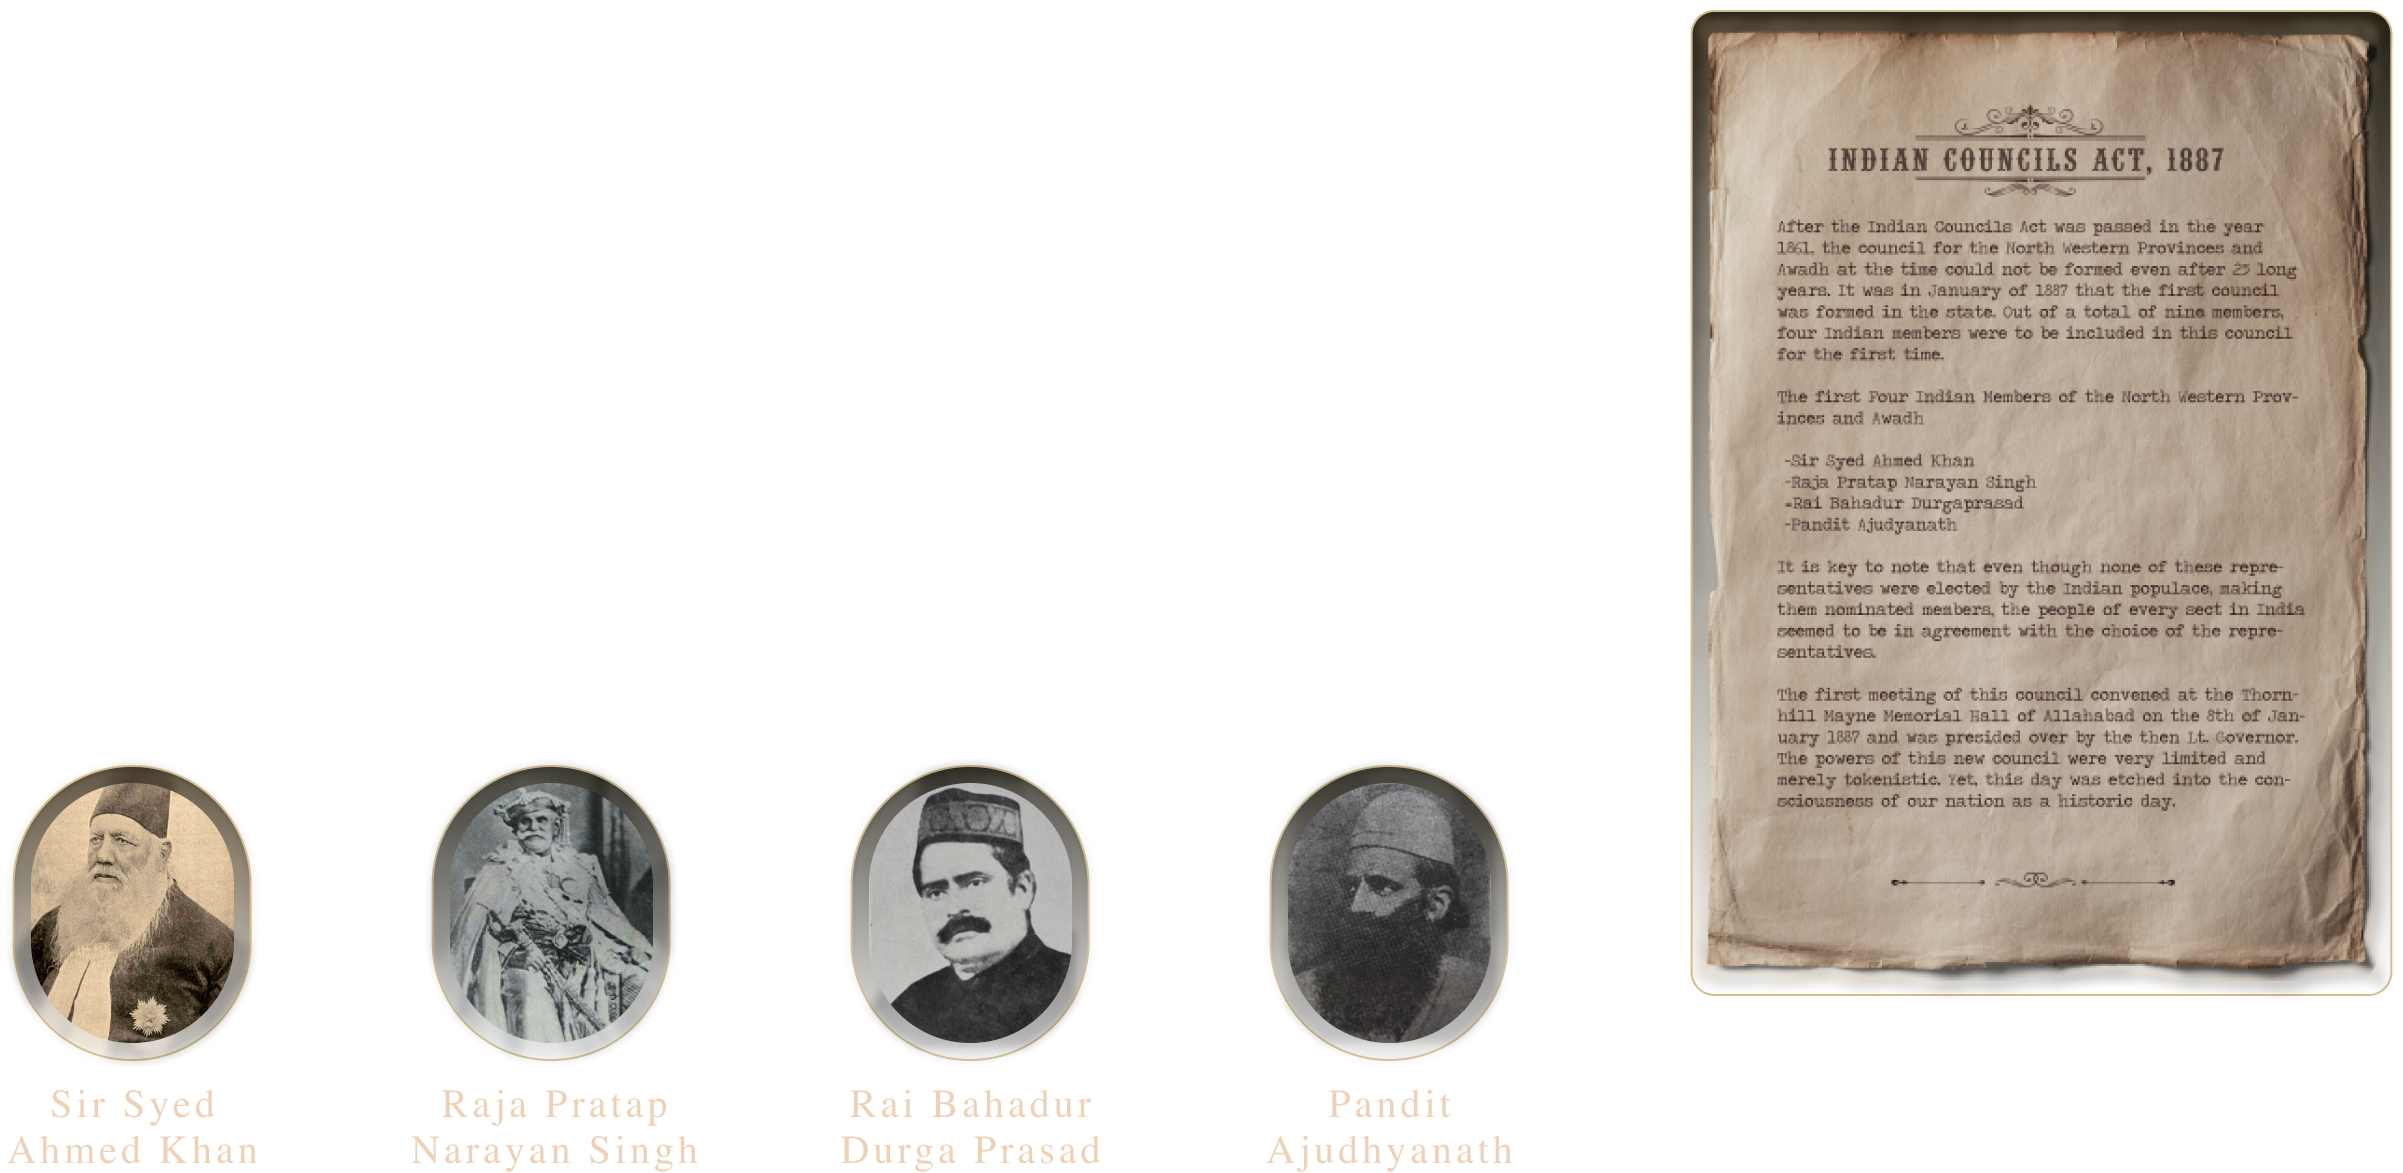 INDIAN COUNCILS ACT, 1887
After the Indian Councils Act was passed in the year
1861, the council for the North Western Provinces and
Awadh at the time could not be formed even after 25 long
years. It was in January of 1887 that the first council
was formed in the state. Out of a total of nine members,
four Indian members were to be included in this council
for the first time.
The first Four Indian Members of the North Western Prov-
inces and Awadh
-Sir Syed Ahmed Khan
-Raja Pratap Narayan Singh
-Rai Bahadur Durgaprasad
-Pandit Ajudyanath
It is key to note that even though none of these repre-
sentatives were elected by the Indian populace, making
them nominated members, the people of every sect in India
seemed to be in agreement with the choice of the repre-
sentatives.
The first meeting of this council convened at the Thorn-
hill Mayne Memorial Hall of Allahabad on the 8th of Jan-
uary 1887 and was presided over by the then Lt. Governor.
The powers of this new council were very limited and
merely tokenistic. Yet, this day was etched into the con-
sciousness of our nation as a historic day.
Sir Syed
Ahmed Khan
Raja Pratap
Narayan Singh
Rai Bahadur
Durga Prasad
Pandit
Ajudhyanath